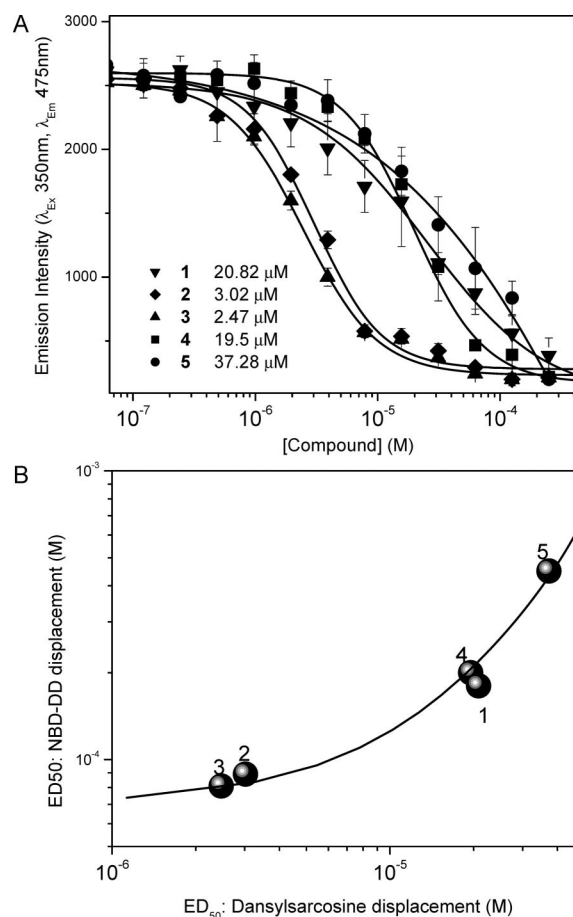 A
Emission Intensity (λEx 350nm, λEm 475nm)
3000
2000
1000
▼ 1 20.82 μM
◆ 2 3.02 μM
▲ 3 2.47 μM
■ 4 19.5 μM
● 5 37.28 μM
10⁻⁷ 10⁻⁶ 10⁻⁵ 10⁻⁴
[Compound] (M)
B
ED50: NBD-DD displacement (M)
10⁻³
10⁻⁴
5
4
1
2
3
10⁻⁶ 10⁻⁵
ED₅₀: Dansylsarcosine displacement (M)